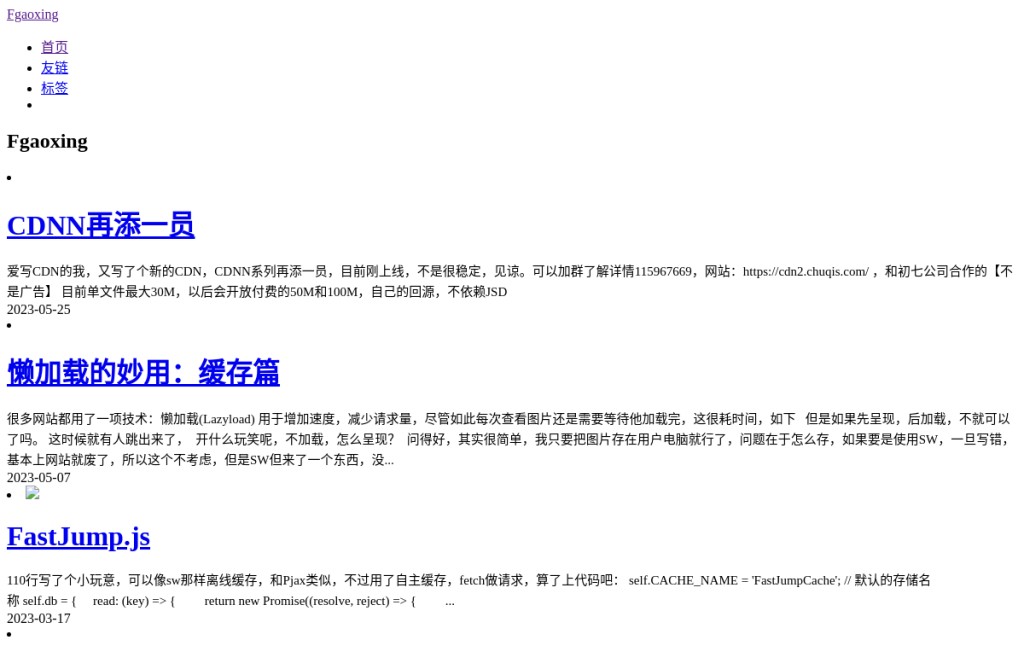 Fgaoxing
首页
友链
标签
Fgaoxing
CDNN再添一员
爱写CDN的我，又写了个新的CDN，CDNN系列再添一员，目前刚上线，不是很稳定，见谅。可以加群了解详情115967669，网站：https://cdn2.chuqis.com/ ，和初七公司合作的【不
是广告】 目前单文件最大30M，以后会开放付费的50M和100M，自己的回源，不依赖JSD
2023-05-25
懒加载的妙用：缓存篇
很多网站都用了一项技术：懒加载(Lazyload) 用于增加速度，减少请求量，尽管如此每次查看图片还是需要等待他加载完，这很耗时间，如下 但是如果先呈现，后加载，不就可以
了吗。 这时候就有人跳出来了， 开什么玩笑呢，不加载，怎么呈现？ 问得好，其实很简单，我只要把图片存在用户电脑就行了，问题在于怎么存，如果要是使用SW，一旦写错，
基本上网站就废了，所以这个不考虑，但是SW但来了一个东西，没...
2023-05-07
FastJump.js
110行写了个小玩意，可以像sw那样离线缓存，和Pjax类似，不过用了自主缓存，fetch做请求，算了上代码吧： self.CACHE_NAME = 'FastJumpCache'; // 默认的存储名
称 self.db = { read: (key) => { return new Promise((resolve, reject) => { ...
2023-03-17